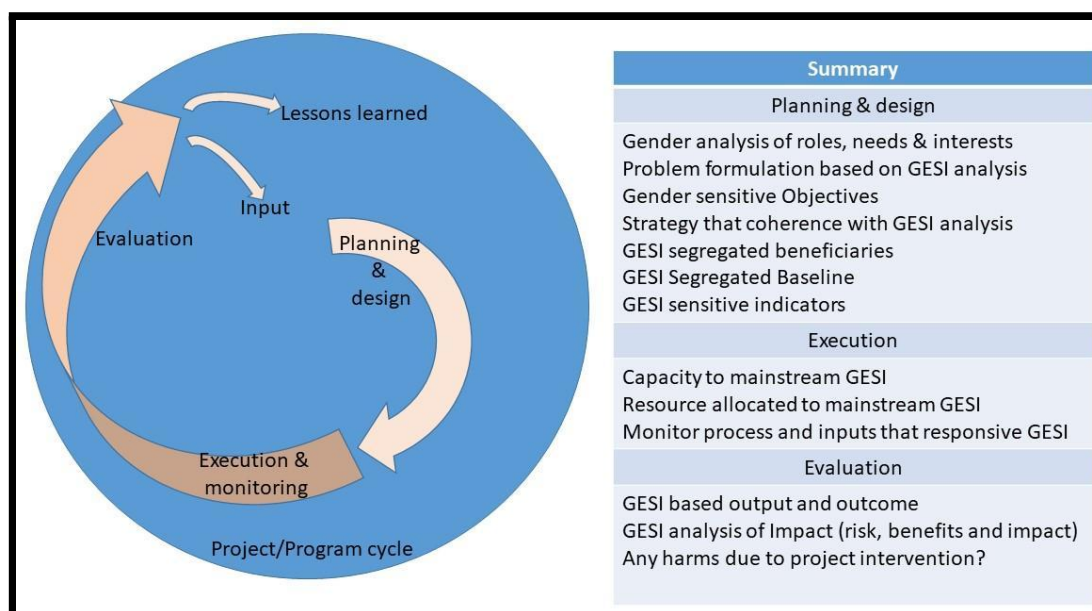 Lessons learned
Input
Evaluation
Planning
&
design
Execution &
monitoring
Project/Program cycle
Summary
Planning & design
Gender analysis of roles, needs & interests
Problem formulation based on GESI analysis
Gender sensitive Objectives
Strategy that coherence with GESI analysis
GESI segregated beneficiaries
GESI Segregated Baseline
GESI sensitive indicators
Execution
Capacity to mainstream GESI
Resource allocated to mainstream GESI
Monitor process and inputs that responsive GESI
Evaluation
GESI based output and outcome
GESI analysis of Impact (risk, benefits and impact)
Any harms due to project intervention?